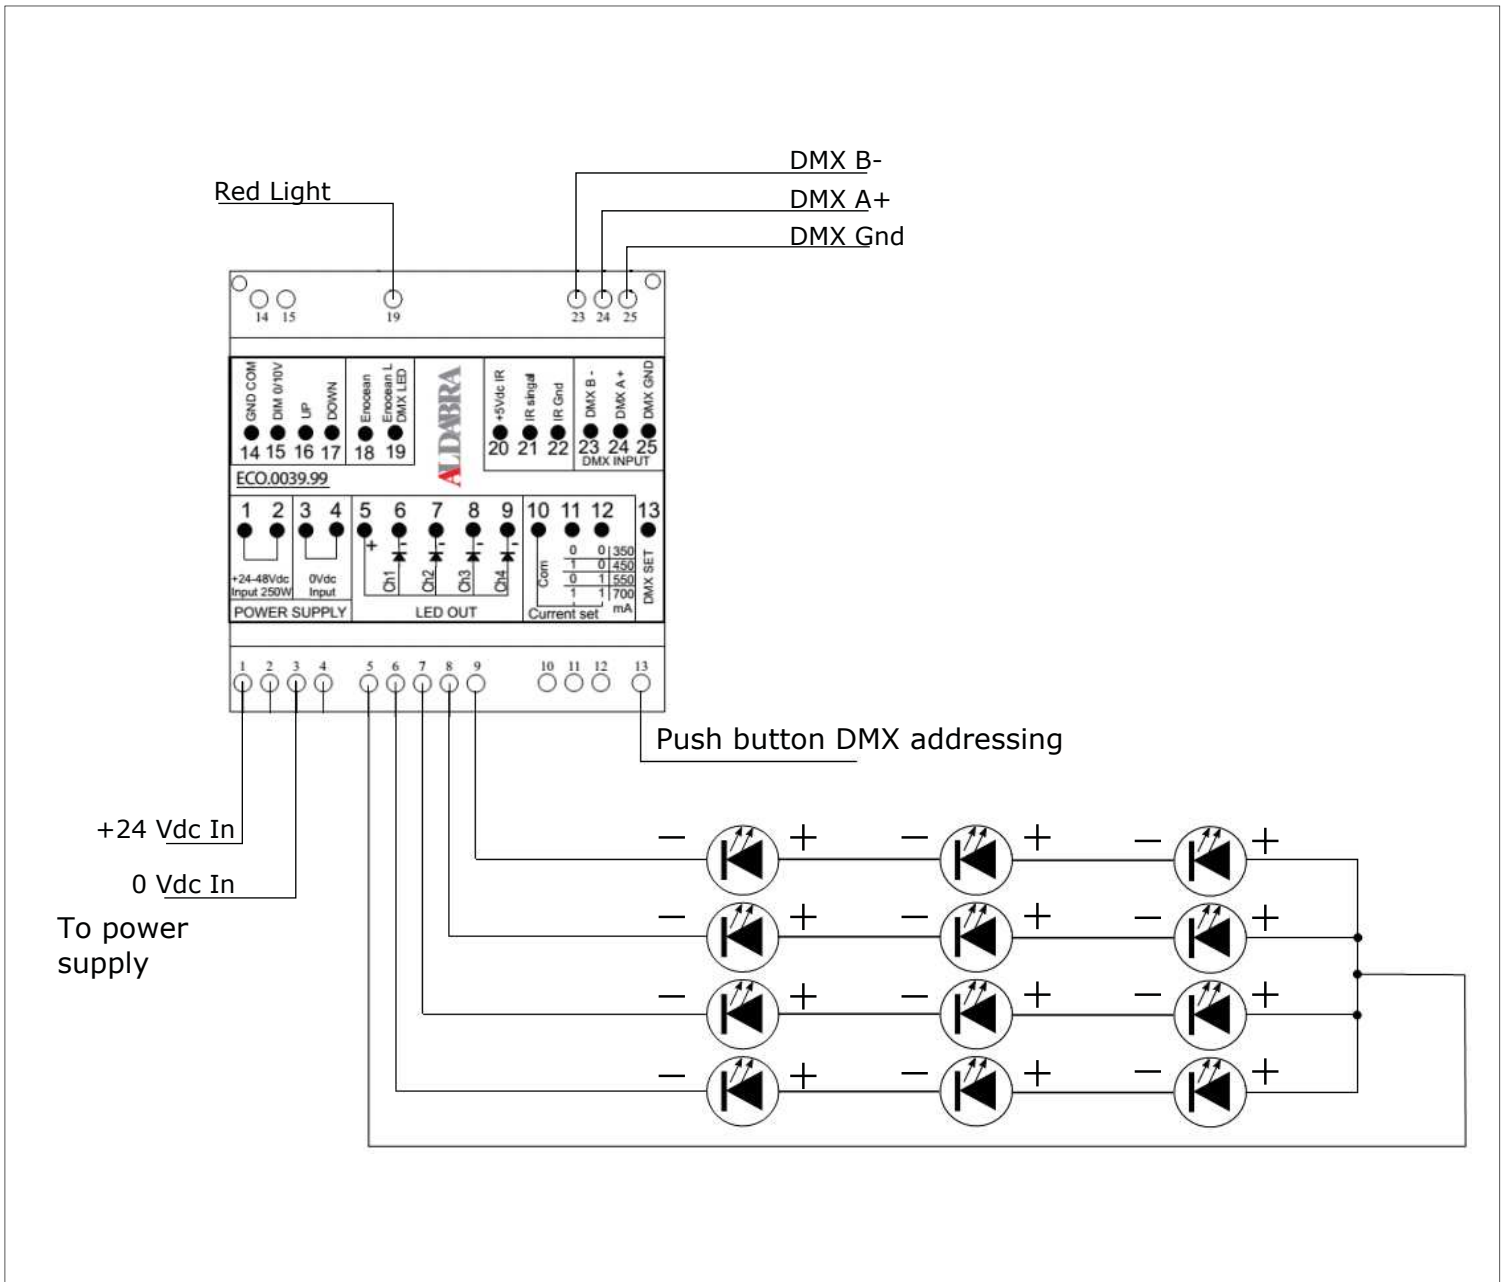 DMX B-
Red Light
DMX A+
DMX Gnd
14 15 19 23 24 25
GND COM
DIM 0/10V
UP
DOWN
Enocean
Enocean L
DMX LED
ALDABRA
+5Vdc IR
IR singal
IR Gnd
DMX B -
DMX A +
DMX GND
14 15 16 17 18 19 20 21 22 23 24 25
DMX INPUT
ECO.0039.99
1 2 3 4 5 6 7 8 9 10 11 12 13
+ - - - -
Ch1
Ch2
Ch3
Ch4
Com
0 0 350
1 0 450
0 1 550
1 1 700
mA
DMX SET
+24-48Vdc
Input 250W
0Vdc
Input
POWER SUPPLY
LED OUT
Current set
1 2 3 4 5 6 7 8 9 10 11 12 13
Push button DMX addressing
+24 Vdc In
0 Vdc In
To power
supply
- + - + - +
- + - + - +
- + - + - +
- + - + - +